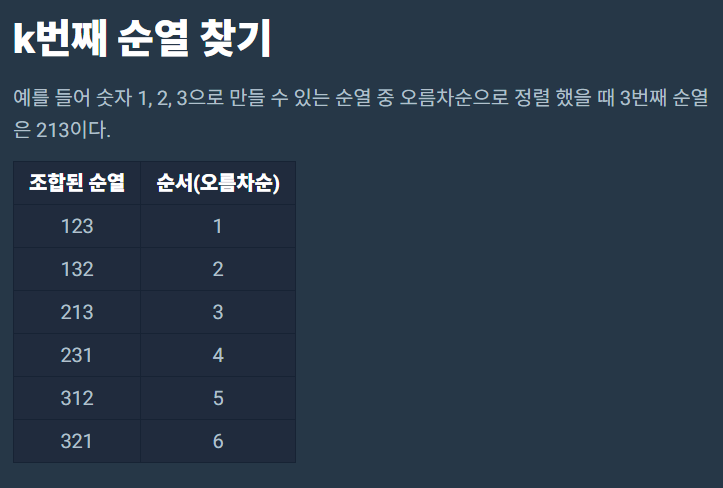 k번째 순열 찾기
예를 들어 숫자 1, 2, 3으로 만들 수 있는 순열 중 오름차순으로 정렬 했을 때 3번째 순열
은 213이다.
조합된 순열 순서(오름차순)
123 1
132 2
213 3
231 4
312 5
321 6